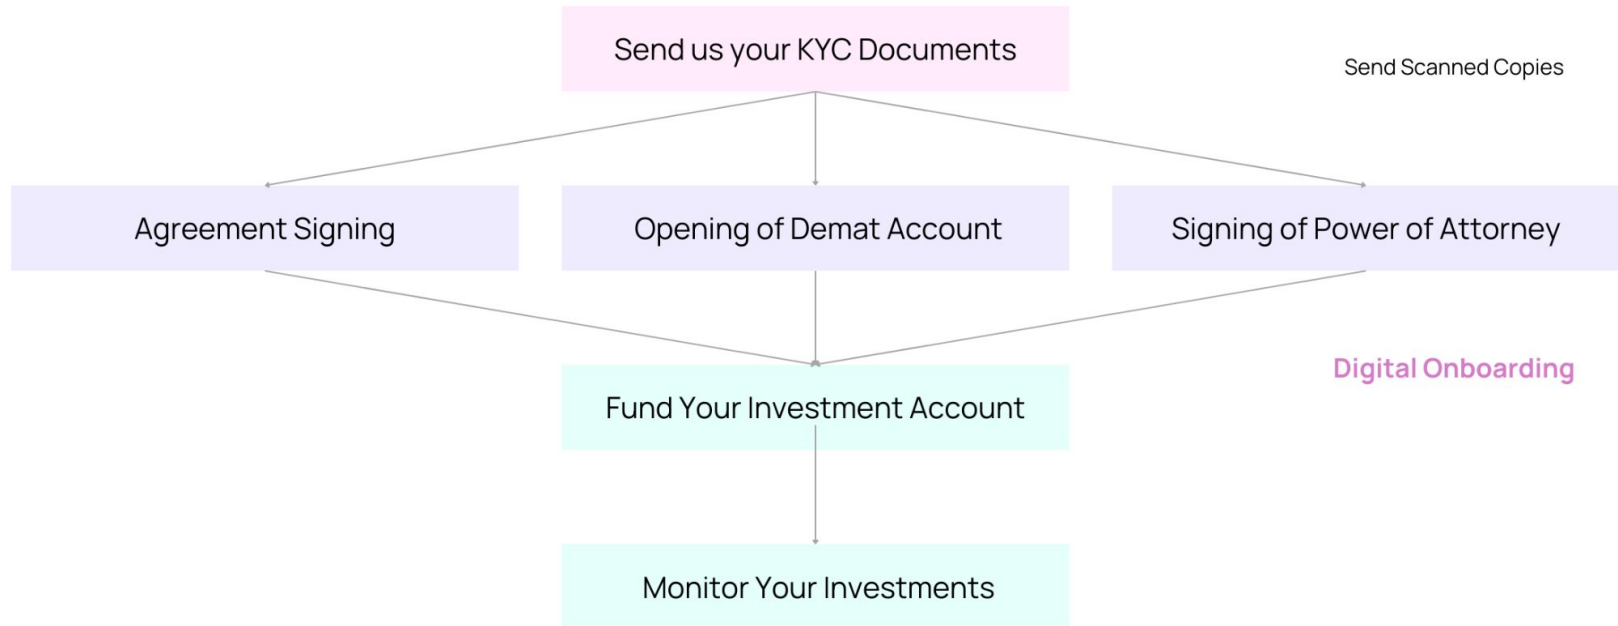 Send us your KYC Documents
Send Scanned Copies
Agreement Signing
Opening of Demat Account
Signing of Power of Attorney
Digital Onboarding
Fund Your Investment Account
Monitor Your Investments